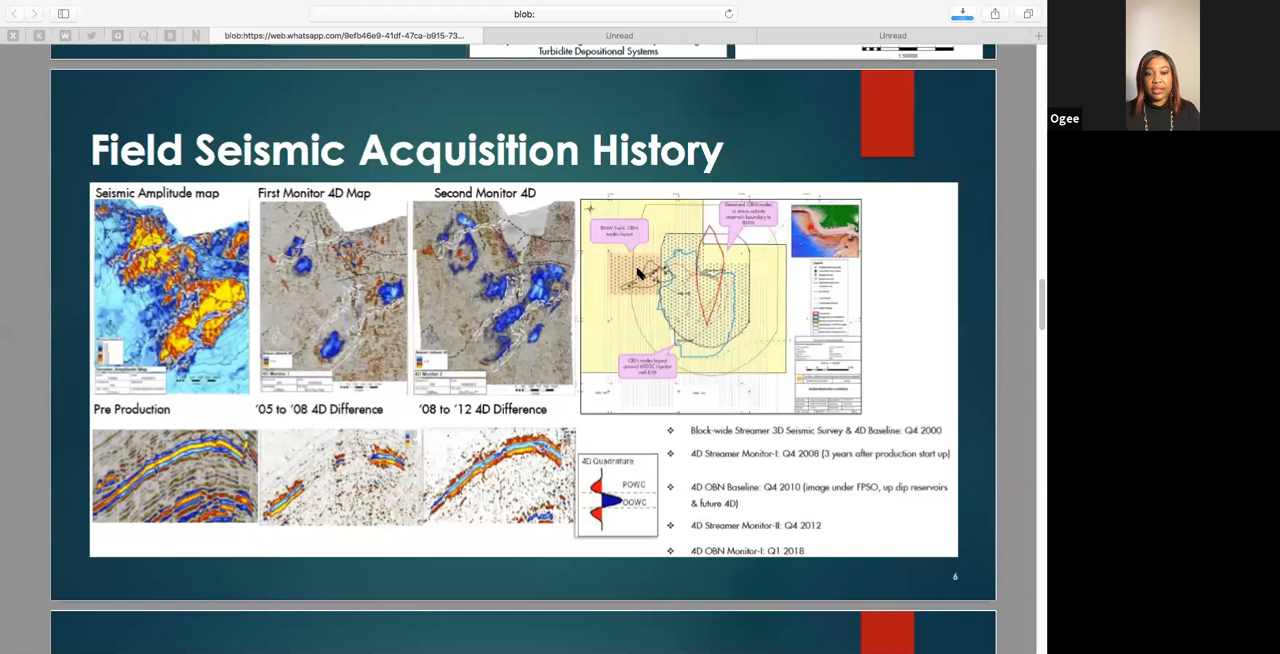 blob:
X
K
W
O
Q
D
N
blob:https://web.whatsapp.com/9efb46e9-41df-47ca-b915-73...
Unread
Unread
Turbidite Depositional Systems
1:50000
Ogee
Field Seismic Acquisition History
Seismic Amplitude map
First Monitor 4D Map
Second Monitor 4D
Pre Production
'05 to '08 4D Difference
'08 to '12 4D Difference
4D Quadrature
POWC
OOWC
❖ Block-wide Streamer 3D Seismic Survey & 4D Baseline: Q4 2000
❖ 4D Streamer Monitor-I: Q4 2008 (3 years after production start up)
❖ 4D OBN Baseline: Q4 2010 (image under FPSO, up dip reservoirs
& future 4D)
❖ 4D Streamer Monitor-II: Q4 2012
❖ 4D OBN Monitor-I: Q1 2018
6